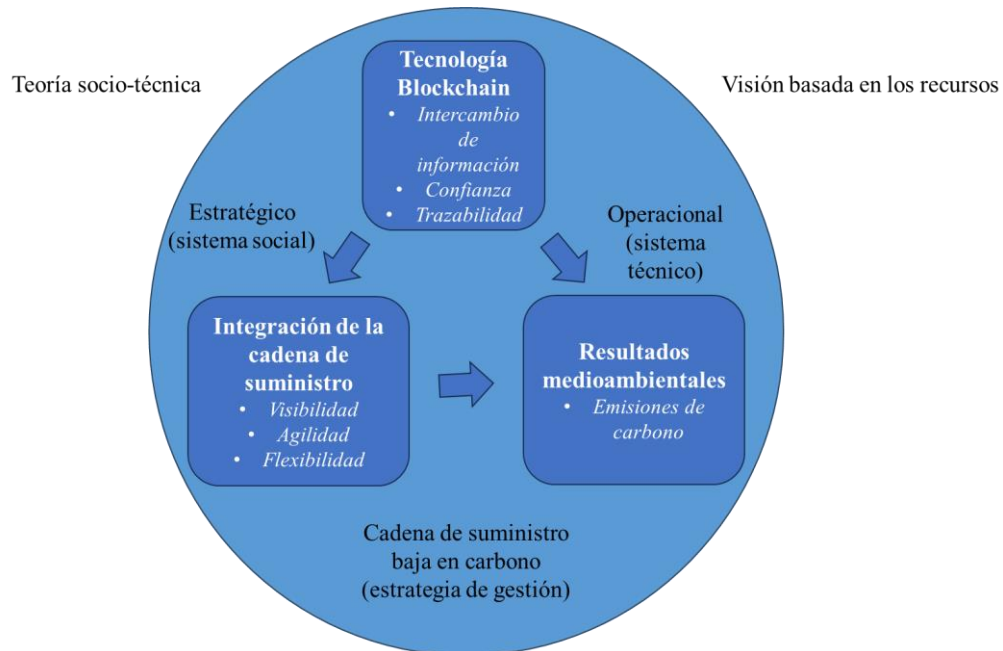 Tecnología
Blockchain
• Intercambio
de
información
• Confianza
• Trazabilidad
Teoría socio-técnica
Visión basada en los recursos
Estratégico
(sistema social)
Operacional
(sistema
técnico)
Integración de la
cadena de
suministro
• Visibilidad
• Agilidad
• Flexibilidad
Resultados
medioambientales
• Emisiones de
carbono
Cadena de suministro
baja en carbono
(estrategia de gestión)